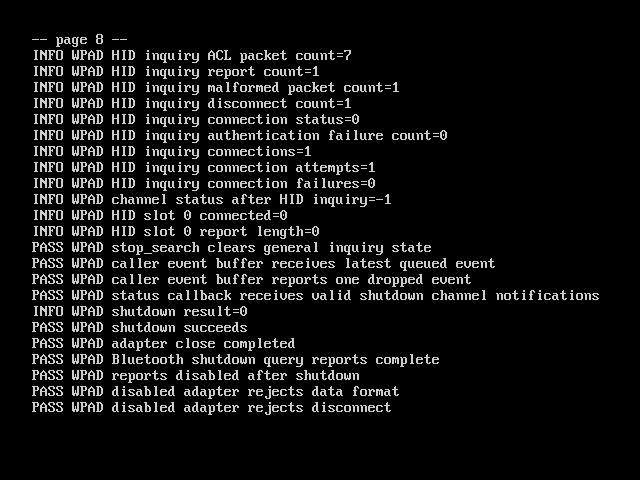 -- page 8 --
INFO WPAD HID inquiry ACL packet count=7
INFO WPAD HID inquiry report count=1
INFO WPAD HID inquiry malformed packet count=1
INFO WPAD HID inquiry disconnect count=1
INFO WPAD HID inquiry connection status=0
INFO WPAD HID inquiry authentication failure count=0
INFO WPAD HID inquiry connections=1
INFO WPAD HID inquiry connection attempts=1
INFO WPAD HID inquiry connection failures=0
INFO WPAD channel status after HID inquiry=-1
INFO WPAD HID slot 0 connected=0
INFO WPAD HID slot 0 report length=0
PASS WPAD stop_search clears general inquiry state
PASS WPAD caller event buffer receives latest queued event
PASS WPAD caller event buffer reports one dropped event
PASS WPAD status callback receives valid shutdown channel notifications
INFO WPAD shutdown result=0
PASS WPAD shutdown succeeds
PASS WPAD adapter close completed
PASS WPAD Bluetooth shutdown query reports complete
PASS WPAD reports disabled after shutdown
PASS WPAD disabled adapter rejects data format
PASS WPAD disabled adapter rejects disconnect